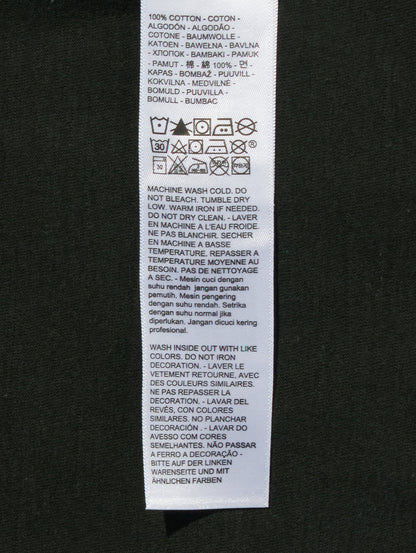 100% COTTON - COTON -
ALGODÓN - ALGODÃO -
COTONE - BAUMWOLLE -
KATOEN - BAWEŁNA - BAVLNA
- ХЛОПОК - BAMBAKI - PAMUK
- PAMUT - 棉 - 綿 100% - 면 -
KAPAS - BOMBAŽ - PUUVILL -
KOKVILNA - MEDVILNĖ -
BOMULD - PUUVILLA -
BOMULL - BUMBAC
30 ®
30
MACHINE WASH COLD. DO
NOT BLEACH. TUMBLE DRY
LOW. WARM IRON IF NEEDED.
DO NOT DRY CLEAN. - LAVER
EN MACHINE A L'EAU FROIDE.
NE PAS BLANCHIR. SECHER
EN MACHINE A BASSE
TEMPERATURE. REPASSER A
TEMPERATURE MOYENNE AU
BESOIN. PAS DE NETTOYAGE
A SEC. - Mesin cuci dengan
suhu rendah jangan gunakan
pemutih. Mesin pengering
dengan suhu rendah. Setrika
dengan suhu normal jika
diperlukan. Jangan dicuci kering
profesional.
WASH INSIDE OUT WITH LIKE
COLORS. DO NOT IRON
DECORATION. - LAVER LE
VETEMENT RETOURNE, AVEC
DES COULEURS SIMILAIRES.
NE PAS REPASSER LA
DECORATION. - LAVAR DEL
REVÉS, CON COLORES
SIMILARES. NO PLANCHAR
DECORACIÓN . - LAVAR DO
AVESSO COM CORES
SEMELHANTES. NÃO PASSAR
A FERRO A DECORAÇÃO -
BITTE AUF DER LINKEN
WARENSEITE UND MIT
ÄHNLICHEN FARBEN